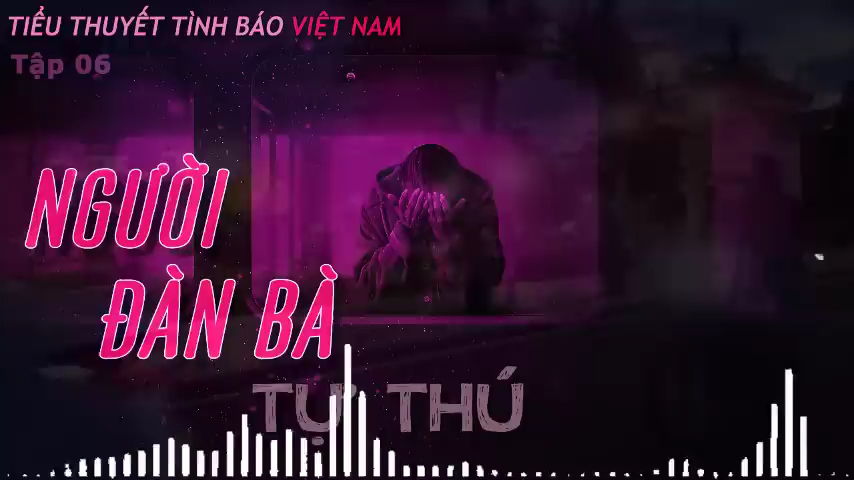 TIỂU THUYẾT TÌNH BÁO VIỆT NAM
Tập 06
NGƯỜI
ĐÀN BÀ
TỰ THÚ